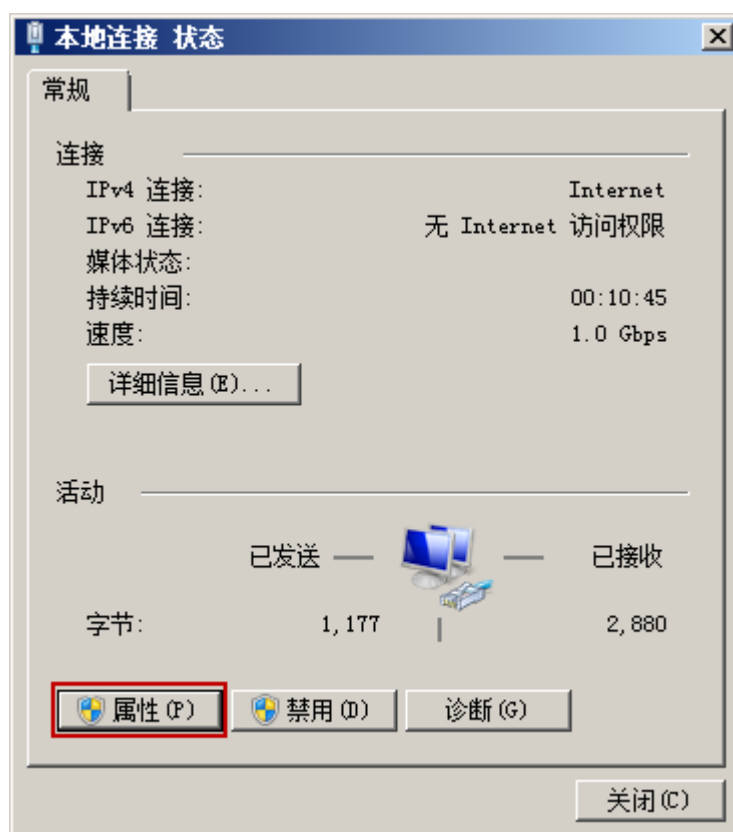 本地连接 状态
常规
连接
IPv4 连接: Internet
IPv6 连接: 无 Internet 访问权限
媒体状态:
持续时间: 00:10:45
速度: 1.0 Gbps
详细信息(E)...
活动
已发送 已接收
字节: 1,177 2,880
属性(P) 禁用(D) 诊断(G)
关闭(C)